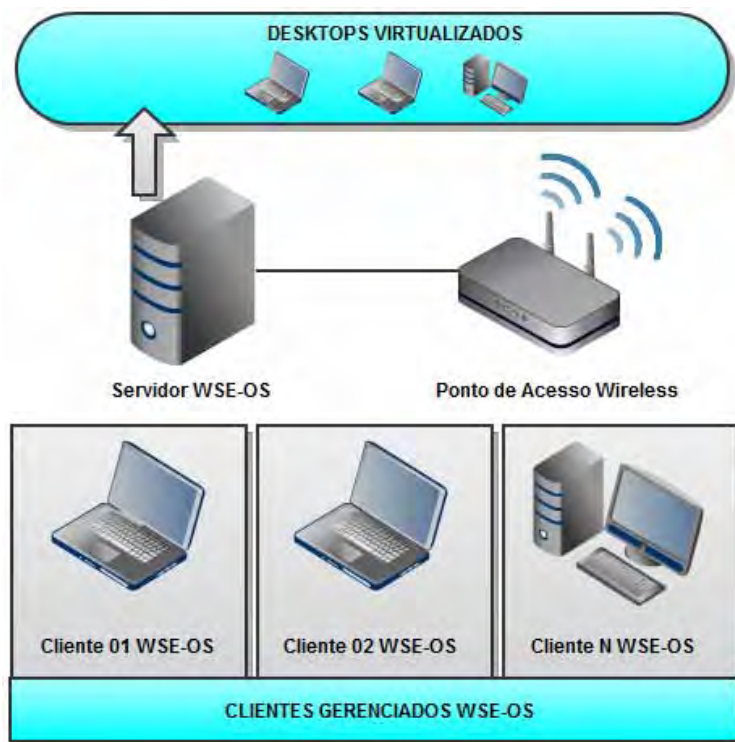 DESKTOPS VIRTUALIZADOS
Servidor WSE-OS
Ponto de Acesso Wireless
Cliente 01 WSE-OS
Cliente 02 WSE-OS
Cliente N WSE-OS
CLIENTES GERENCIADOS WSE-OS